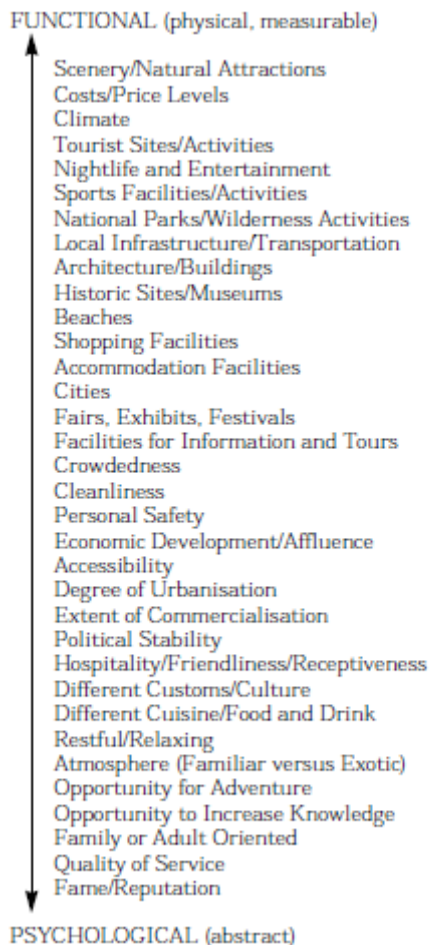 FUNCTIONAL (physical, measurable)
Scenery/Natural Attractions
Costs/Price Levels
Climate
Tourist Sites/Activities
Nightlife and Entertainment
Sports Facilities/Activities
National Parks/Wilderness Activities
Local Infrastructure/Transportation
Architecture/Buildings
Historic Sites/Museums
Beaches
Shopping Facilities
Accommodation Facilities
Cities
Fairs, Exhibits, Festivals
Facilities for Information and Tours
Crowdedness
Cleanliness
Personal Safety
Economic Development/Affluence
Accessibility
Degree of Urbanisation
Extent of Commercialisation
Political Stability
Hospitality/Friendliness/Receptiveness
Different Customs/Culture
Different Cuisine/Food and Drink
Restful/Relaxing
Atmosphere (Familiar versus Exotic)
Opportunity for Adventure
Opportunity to Increase Knowledge
Family or Adult Oriented
Quality of Service
Fame/Reputation
PSYCHOLOGICAL (abstract)